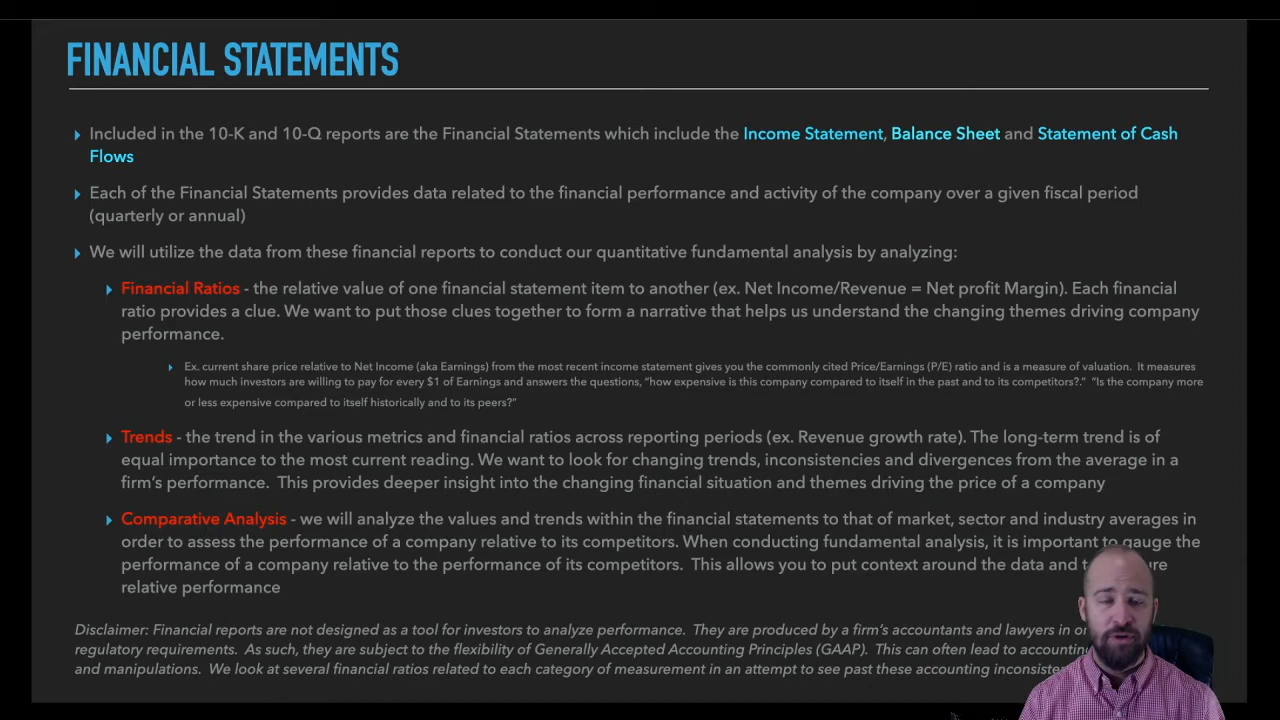 FINANCIAL STATEMENTS
Included in the 10-K and 10-Q reports are the Financial Statements which include the Income Statement, Balance Sheet and Statement of Cash
Flows
Each of the Financial Statements provides data related to the financial performance and activity of the company over a given fiscal period
(quarterly or annual)
We will utilize the data from these financial reports to conduct our quantitative fundamental analysis by analyzing:
Financial Ratios - the relative value of one financial statement item to another (ex. Net Income/Revenue = Net profit Margin). Each financial
ratio provides a clue. We want to put those clues together to form a narrative that helps us understand the changing themes driving company
performance.
Ex. current share price relative to Net Income (aka Earnings) from the most recent income statement gives you the commonly cited Price/Earnings (P/E) ratio and is a measure of valuation. It measures
how much investors are willing to pay for every $1 of Earnings and answers the questions, “how expensive is this company compared to itself in the past and to its competitors?.” “Is the company more
or less expensive compared to itself historically and to its peers?”
Trends - the trend in the various metrics and financial ratios across reporting periods (ex. Revenue growth rate). The long-term trend is of
equal importance to the most current reading. We want to look for changing trends, inconsistencies and divergences from the average in a
firm’s performance. This provides deeper insight into the changing financial situation and themes driving the price of a company
Comparative Analysis - we will analyze the values and trends within the financial statements to that of market, sector and industry averages in
order to assess the performance of a company relative to its competitors. When conducting fundamental analysis, it is important to gauge the
performance of a company relative to the performance of its competitors. This allows you to put context around the data and
relative performance
Disclaimer: Financial reports are not designed as a tool for investors to analyze performance. They are produced by a firm’s accountants and lawyers in
regulatory requirements. As such, they are subject to the flexibility of Generally Accepted Accounting Principles (GAAP). This can often lead to
and manipulations. We look at several financial ratios related to each category of measurement in an attempt to see past these accounting